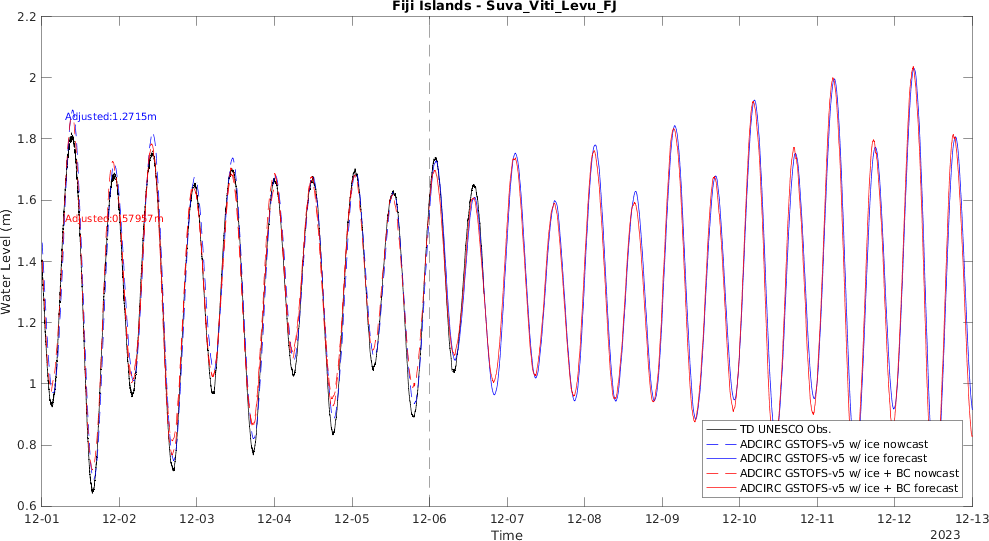 Fiji Islands - Suva_Viti_Levu_FJ
2.2
2
1.8
1.6
1.4
1.2
1
0.8
0.6
Water Level (m)
Adjusted:1.2715m
Adjusted:0.57957m
TD UNESCO Obs.
ADCIRC GSTOFS-v5 w/ ice nowcast
ADCIRC GSTOFS-v5 w/ ice forecast
ADCIRC GSTOFS-v5 w/ ice + BC nowcast
ADCIRC GSTOFS-v5 w/ ice + BC forecast
12-01 12-02 12-03 12-04 12-05 12-06 12-07 12-08 12-09 12-10 12-11 12-12 12-13
Time
2023